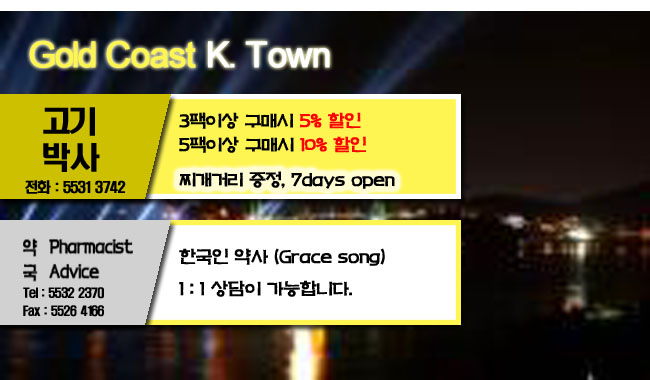 Gold Coast K. Town
고기
박사
전화 : 5531 3742
3팩이상 구매시 5% 할인
5팩이상 구매시 10% 할인
찌개거리 증정, 7days open
약 Pharmacist
국 Advice
Tel : 5532 2370
Fax : 5526 4166
한국인 약사 (Grace song)
1 : 1 상담이 가능합니다.